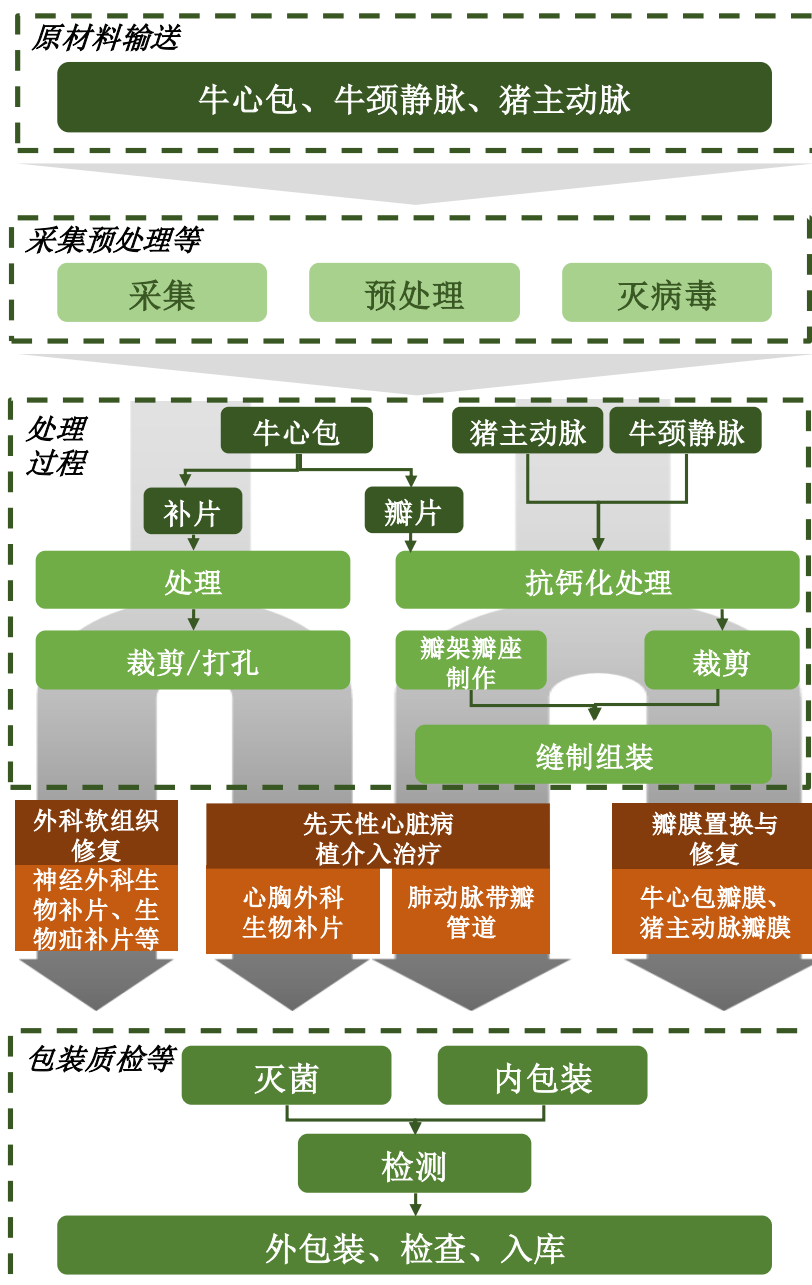 原材料输送
牛心包、牛颈静脉、猪主动脉
采集预处理等
采集
预处理
灭病毒
处理
过程
牛心包
猪主动脉
牛颈静脉
补片
瓣片
处理
抗钙化处理
裁剪/打孔
瓣架瓣座
制作
裁剪
缝制组装
外科软组织
修复
神经外科生
物补片、生
物疝补片等
先天性心脏病
植介入治疗
心胸外科
生物补片
肺动脉带瓣
管道
瓣膜置换与
修复
牛心包瓣膜、
猪主动脉瓣膜
包装质检等
灭菌
内包装
检测
外包装、检查、入库